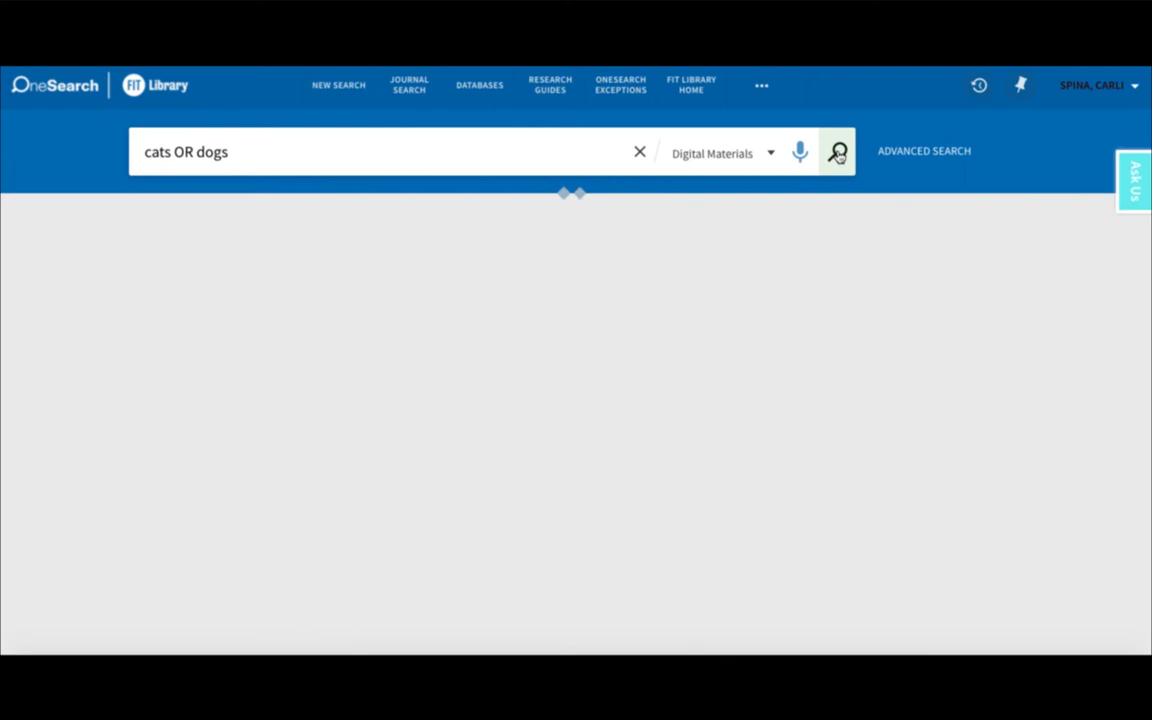 OneSearch
FIT Library
NEW SEARCH
JOURNAL
SEARCH
DATABASES
RESEARCH
GUIDES
ONESEARCH
EXCEPTIONS
FIT LIBRARY
HOME
SPINA, CARLI
cats OR dogs
Digital Materials
ADVANCED SEARCH
Ask Us